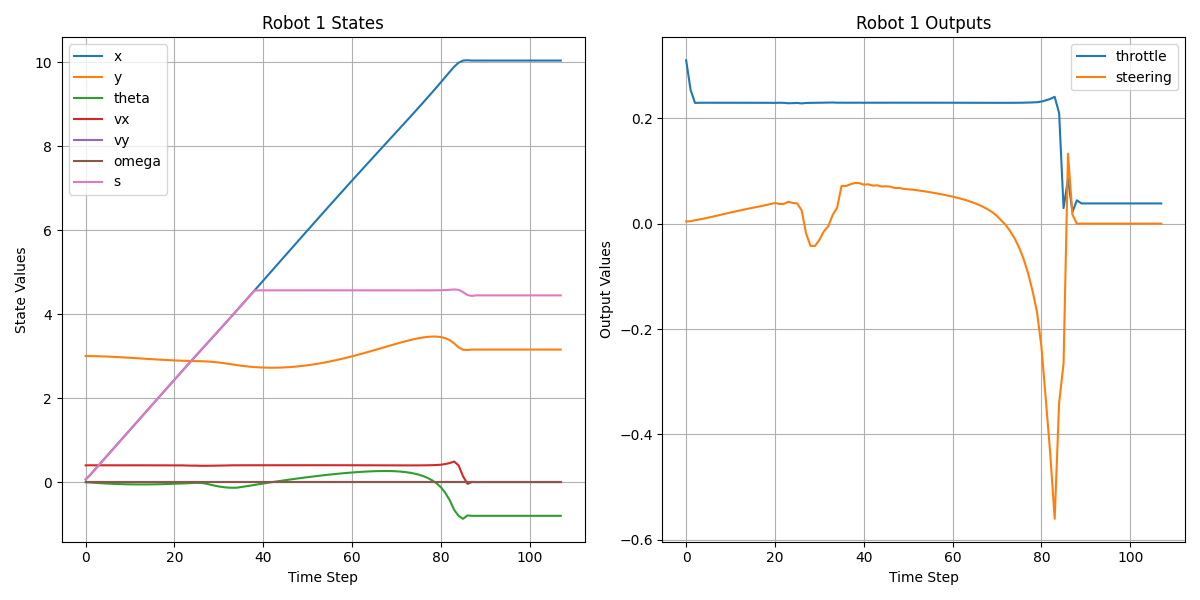 Robot 1 States
State Values
10
8
6
4
2
0
x
y
theta
vx
vy
omega
s
0 20 40 60 80 100
Time Step
Robot 1 Outputs
Output Values
0.2
0.0
−0.2
−0.4
−0.6
throttle
steering
0 20 40 60 80 100
Time Step